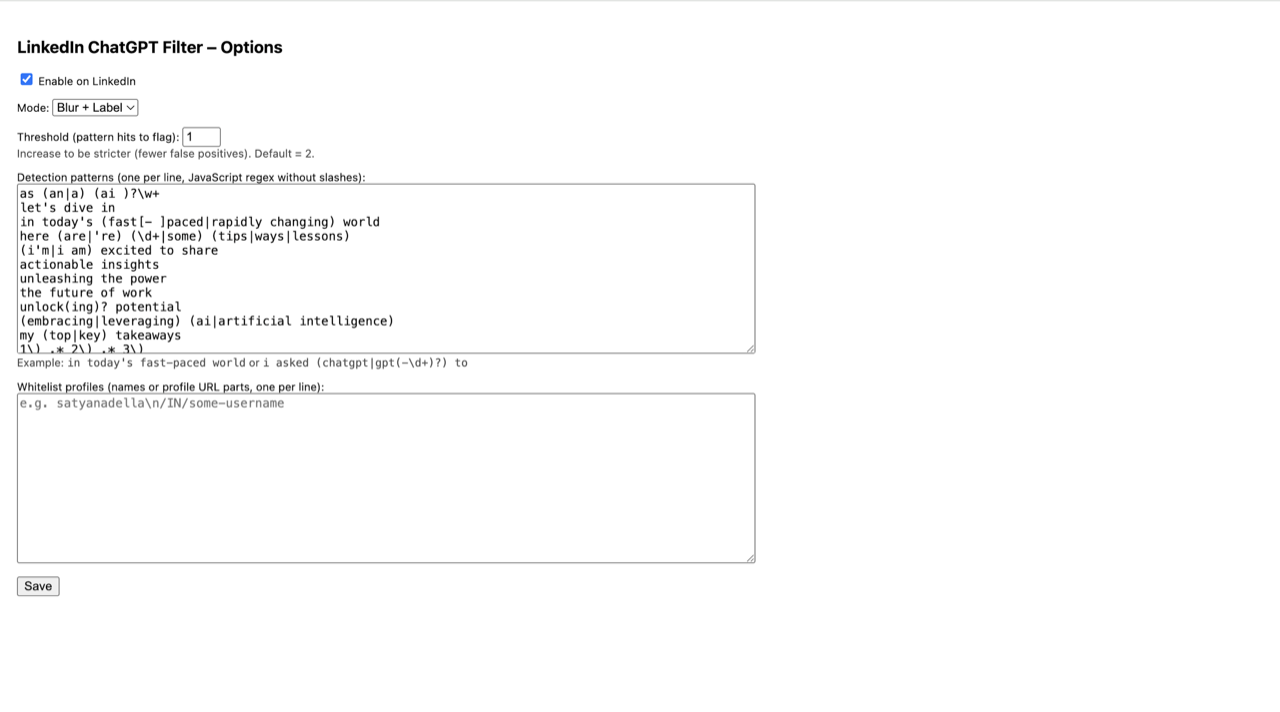 LinkedIn ChatGPT Filter – Options
Enable on LinkedIn
Mode: Blur + Label
Threshold (pattern hits to flag): 1
Increase to be stricter (fewer false positives). Default = 2.
Detection patterns (one per line, JavaScript regex without slashes):
as (an|a) (ai )?\w+
let's dive in
in today's (fast[- ]paced|rapidly changing) world
here (are|'re) (\d+|some) (tips|ways|lessons)
(i'm|i am) excited to share
actionable insights
unleashing the power
the future of work
unlock(ing)? potential
(embracing|leveraging) (ai|artificial intelligence)
my (top|key) takeaways
1\) .* 2\) .* 3\)
Example: in today's fast-paced world or i asked (chatgpt|gpt(-\d+)?) to
Whitelist profiles (names or profile URL parts, one per line):
e.g. satyanadella\n/IN/some-username
Save